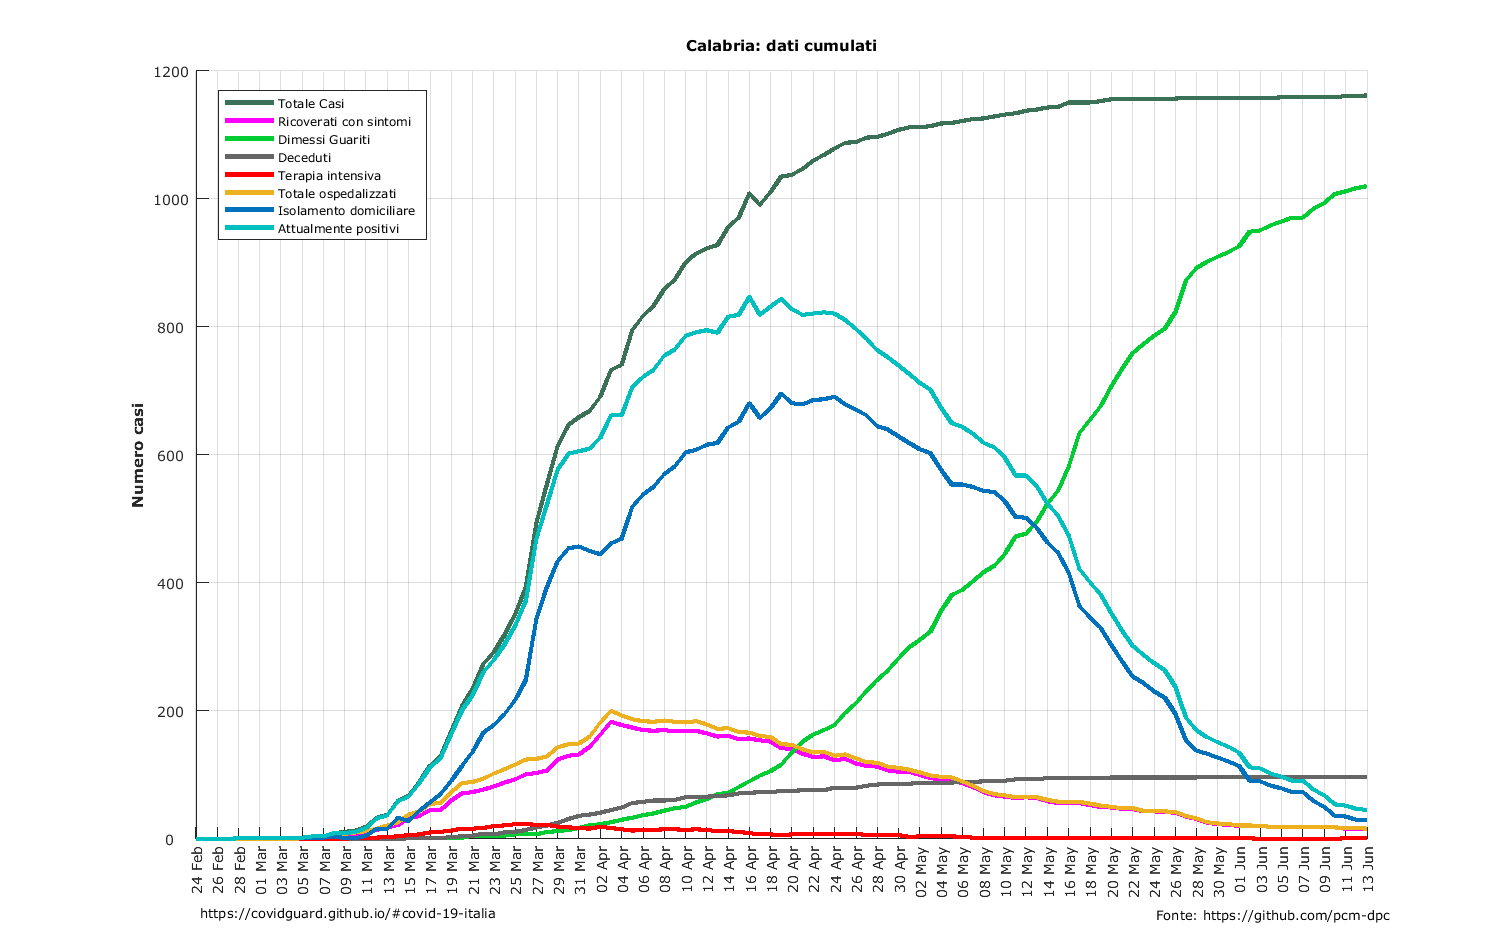 Calabria: dati cumulati
Numero casi
1200
1000
800
600
400
200
0
Totale Casi
Ricoverati con sintomi
Dimessi Guariti
Deceduti
Terapia intensiva
Totale ospedalizzati
Isolamento domiciliare
Attualmente positivi
24 Feb
26 Feb
28 Feb
01 Mar
03 Mar
05 Mar
07 Mar
09 Mar
11 Mar
13 Mar
15 Mar
17 Mar
19 Mar
21 Mar
23 Mar
25 Mar
27 Mar
29 Mar
31 Mar
02 Apr
04 Apr
06 Apr
08 Apr
10 Apr
12 Apr
14 Apr
16 Apr
18 Apr
20 Apr
22 Apr
24 Apr
26 Apr
28 Apr
30 Apr
02 May
04 May
06 May
08 May
10 May
12 May
14 May
16 May
18 May
20 May
22 May
24 May
26 May
28 May
30 May
01 Jun
03 Jun
05 Jun
07 Jun
09 Jun
11 Jun
13 Jun
https://covidguard.github.io/#covid-19-italia
Fonte: https://github.com/pcm-dpc